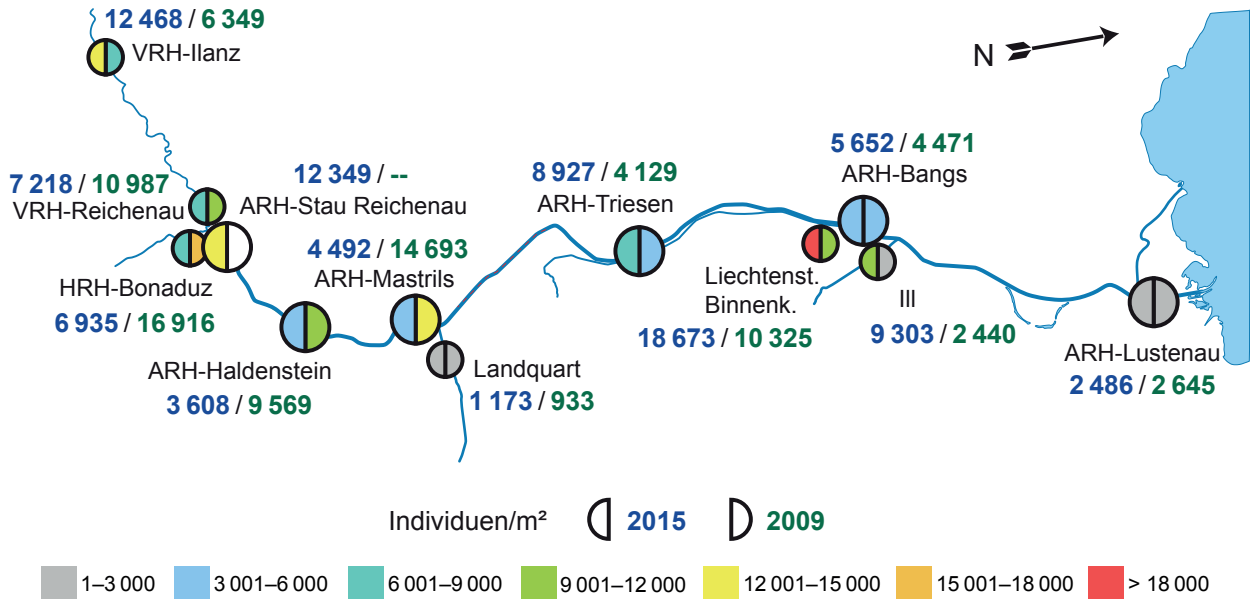 12 468 / 6 349
VRH-Ilanz
N
7 218 / 10 987
VRH-Reichenau
12 349 / --
ARH-Stau Reichenau
4 492 / 14 693
ARH-Mastrils
8 927 / 4 129
ARH-Triesen
5 652 / 4 471
ARH-Bangs
HRH-Bonaduz
6 935 / 16 916
ARH-Haldenstein
3 608 / 9 569
Landquart
1 173 / 933
Liechtenst.
Binnenk.
18 673 / 10 325
Ill
9 303 / 2 440
ARH-Lustenau
2 486 / 2 645
Individuen/m² 2015 2009
1–3 000 3 001–6 000 6 001–9 000 9 001–12 000 12 001–15 000 15 001–18 000 > 18 000